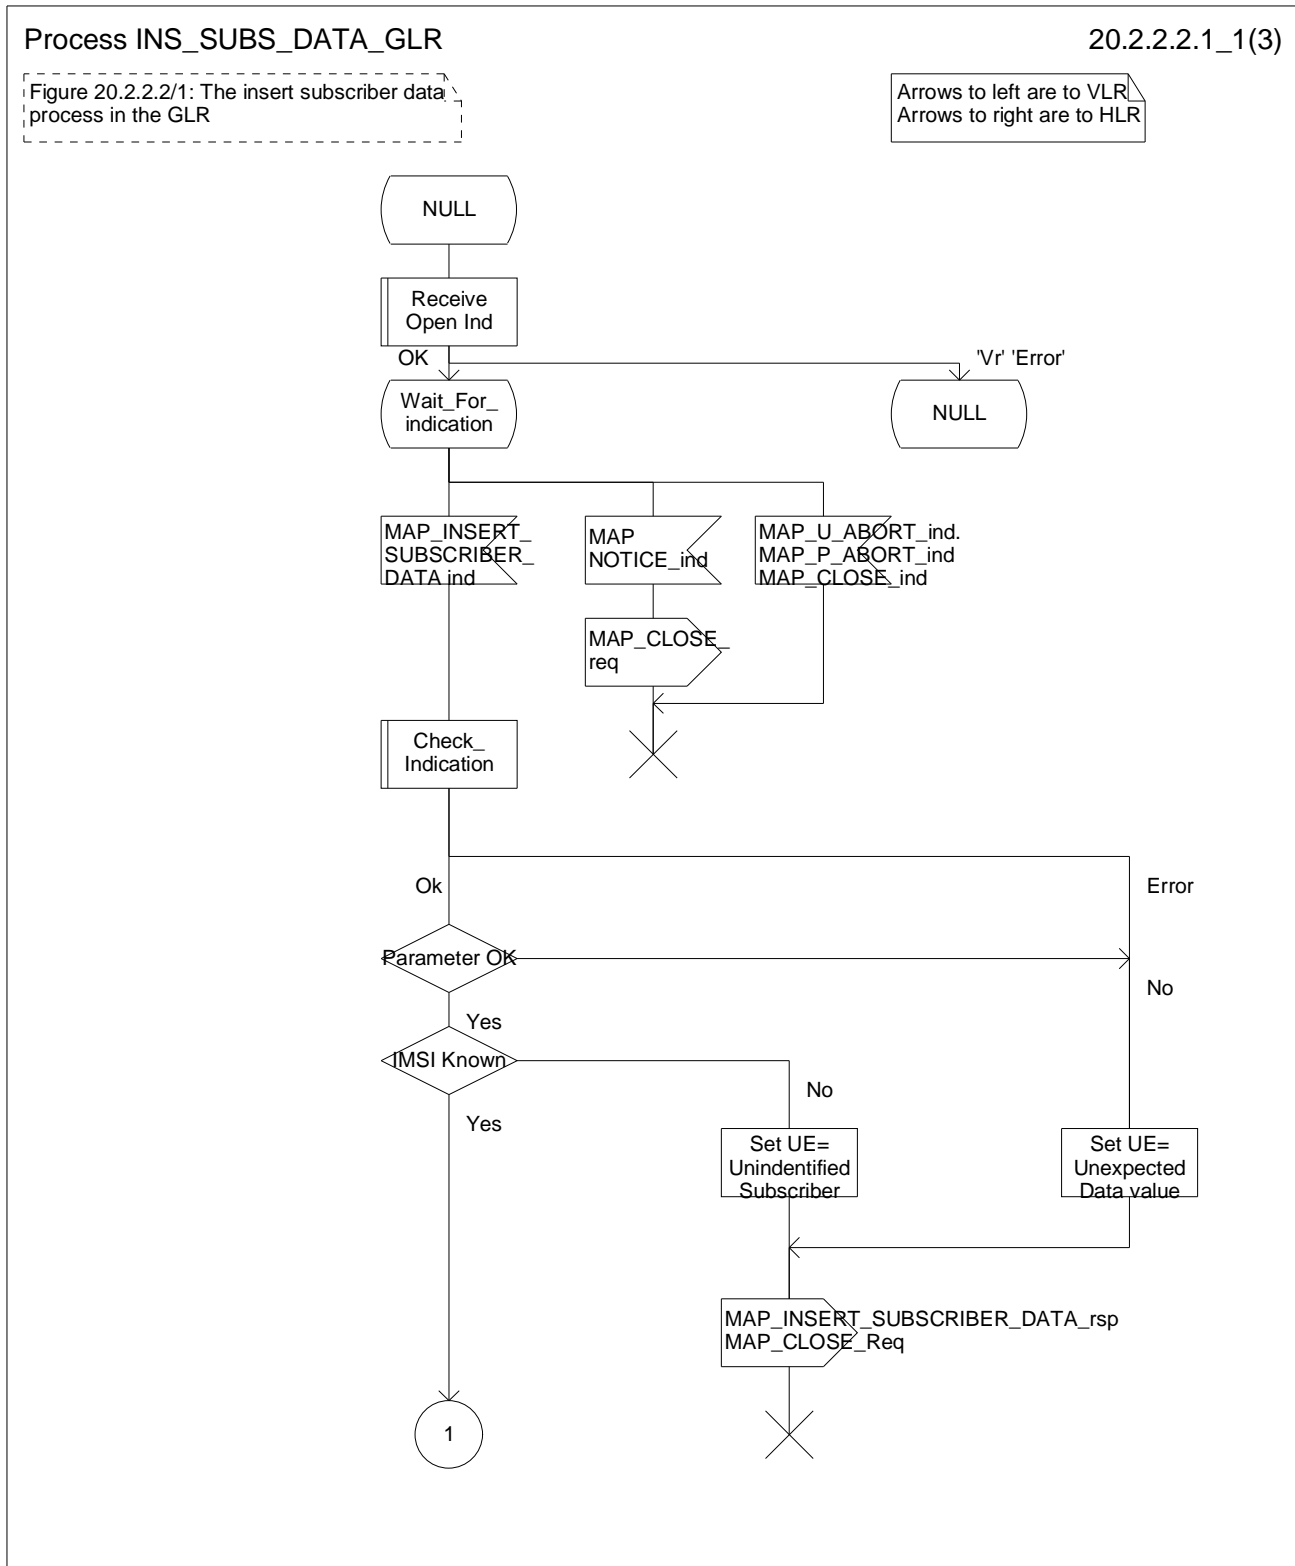 Process INS_SUBS_DATA_GLR
20.2.2.2.1_1(3)
Figure 20.2.2.2/1: The insert subscriber data
process in the GLR
Arrows to left are to VLR
Arrows to right are to HLR
NULL
Receive
Open Ind
OK
'Vr' 'Error'
Wait_For_
indication
NULL
MAP_INSERT_
SUBSCRIBER_
DATA ind
MAP
NOTICE_ind
MAP_U_ABORT_ind.
MAP_P_ABORT_ind
MAP_CLOSE_ind
MAP_CLOSE_
req
Check_
Indication
Ok
Error
Parameter OK
No
Yes
IMSI Known
No
Yes
Set UE=
Unindentified
Subscriber
Set UE=
Unexpected
Data value
MAP_INSERT_SUBSCRIBER_DATA_rsp
MAP_CLOSE_Req
1